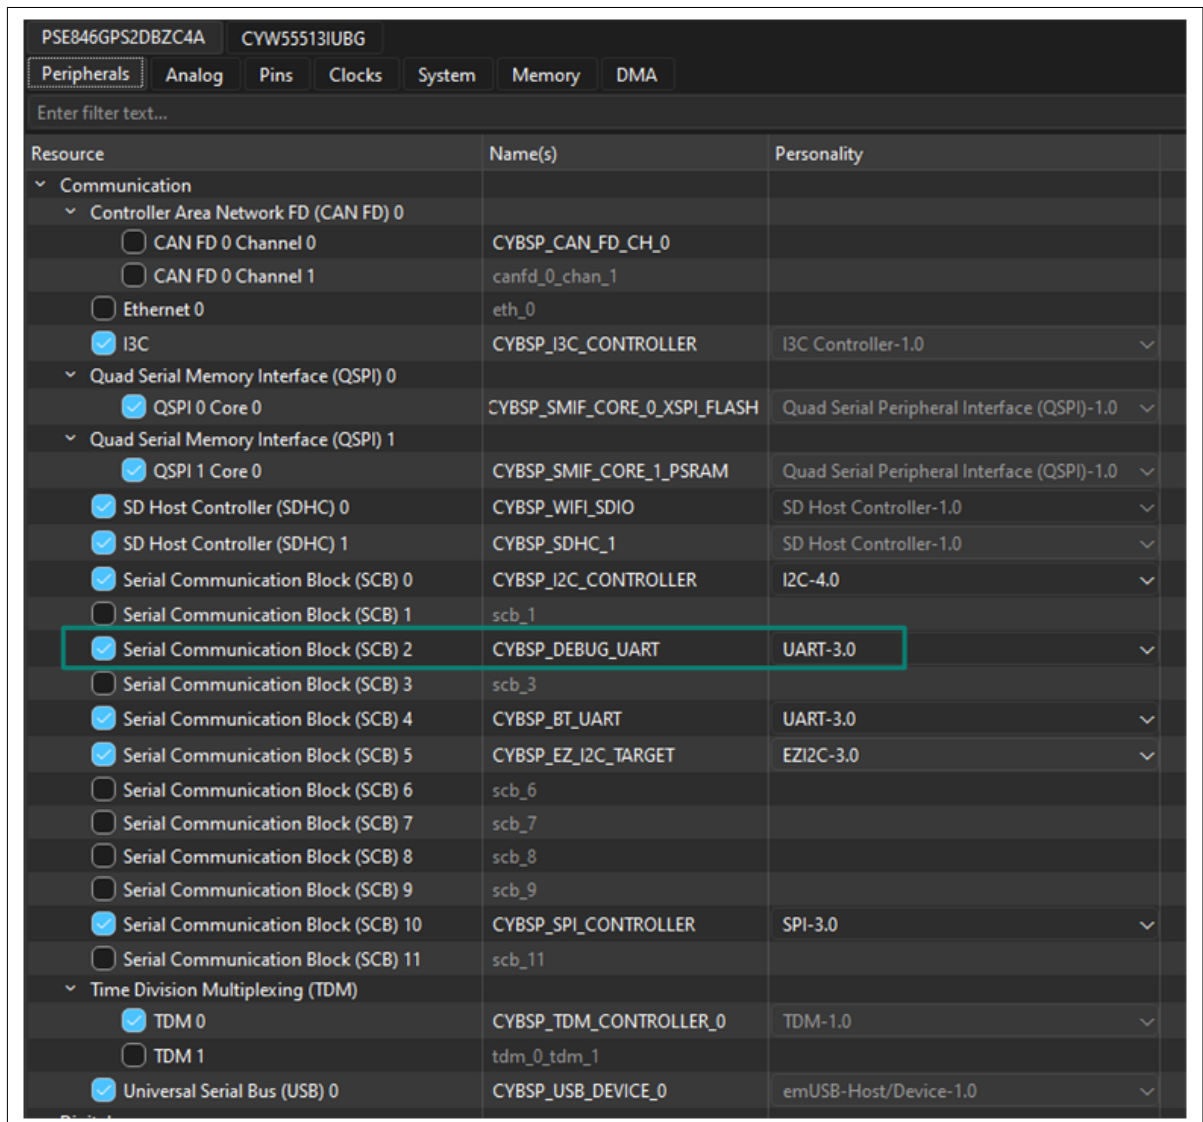 PSE846GPS2DBZC4A CYW55513IUBG
Peripherals Analog Pins Clocks System Memory DMA
Enter filter text...
Resource Name(s) Personality
Communication
Controller Area Network FD (CAN FD) 0
CAN FD 0 Channel 0 CYBSP_CAN_FD_CH_0
CAN FD 0 Channel 1 canfd_0_chan_1
Ethernet 0 eth_0
I3C CYBSP_I3C_CONTROLLER I3C Controller-1.0
Quad Serial Memory Interface (QSPI) 0
QSPI 0 Core 0 CYBSP_SMIF_CORE_0_XSPI_FLASH Quad Serial Peripheral Interface (QSPI)-1.0
Quad Serial Memory Interface (QSPI) 1
QSPI 1 Core 0 CYBSP_SMIF_CORE_1_PSRAM Quad Serial Peripheral Interface (QSPI)-1.0
SD Host Controller (SDHC) 0 CYBSP_WIFI_SDIO SD Host Controller-1.0
SD Host Controller (SDHC) 1 CYBSP_SDHC_1 SD Host Controller-1.0
Serial Communication Block (SCB) 0 CYBSP_I2C_CONTROLLER I2C-4.0
Serial Communication Block (SCB) 1 scb_1
Serial Communication Block (SCB) 2 CYBSP_DEBUG_UART UART-3.0
Serial Communication Block (SCB) 3 scb_3
Serial Communication Block (SCB) 4 CYBSP_BT_UART UART-3.0
Serial Communication Block (SCB) 5 CYBSP_EZ_I2C_TARGET EZI2C-3.0
Serial Communication Block (SCB) 6 scb_6
Serial Communication Block (SCB) 7 scb_7
Serial Communication Block (SCB) 8 scb_8
Serial Communication Block (SCB) 9 scb_9
Serial Communication Block (SCB) 10 CYBSP_SPI_CONTROLLER SPI-3.0
Serial Communication Block (SCB) 11 scb_11
Time Division Multiplexing (TDM)
TDM 0 CYBSP_TDM_CONTROLLER_0 TDM-1.0
TDM 1 tdm_0_tdm_1
Universal Serial Bus (USB) 0 CYBSP_USB_DEVICE_0 emUSB-Host/Device-1.0